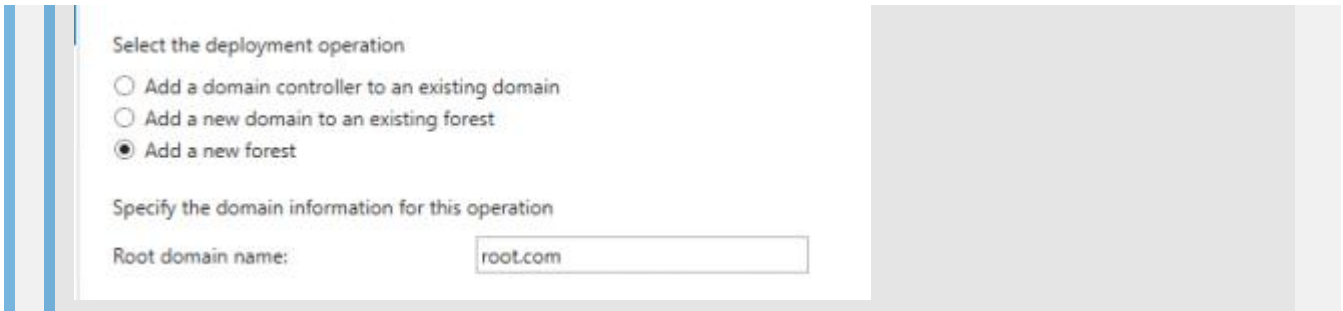 Select the deployment operation
Add a domain controller to an existing domain
Add a new domain to an existing forest
Add a new forest
Specify the domain information for this operation
Root domain name: root.com